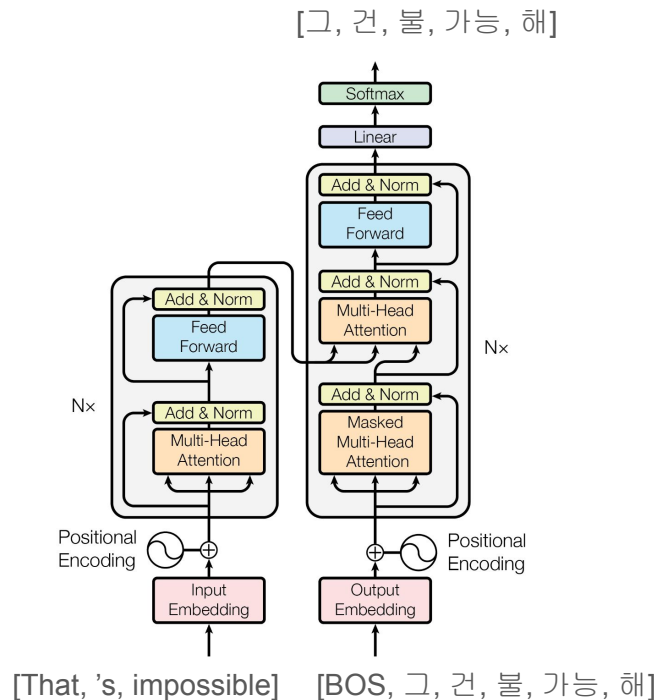 [그, 건, 불, 가능, 해]
Softmax
Linear
Add & Norm
Feed
Forward
Add & Norm
Multi-Head
Attention
Add & Norm
Masked
Multi-Head
Attention
N×
Add & Norm
Feed
Forward
Add & Norm
Multi-Head
Attention
N×
Positional
Encoding
Positional
Encoding
Input
Embedding
Output
Embedding
[That, 's, impossible]
[BOS, 그, 건, 불, 가능, 해]